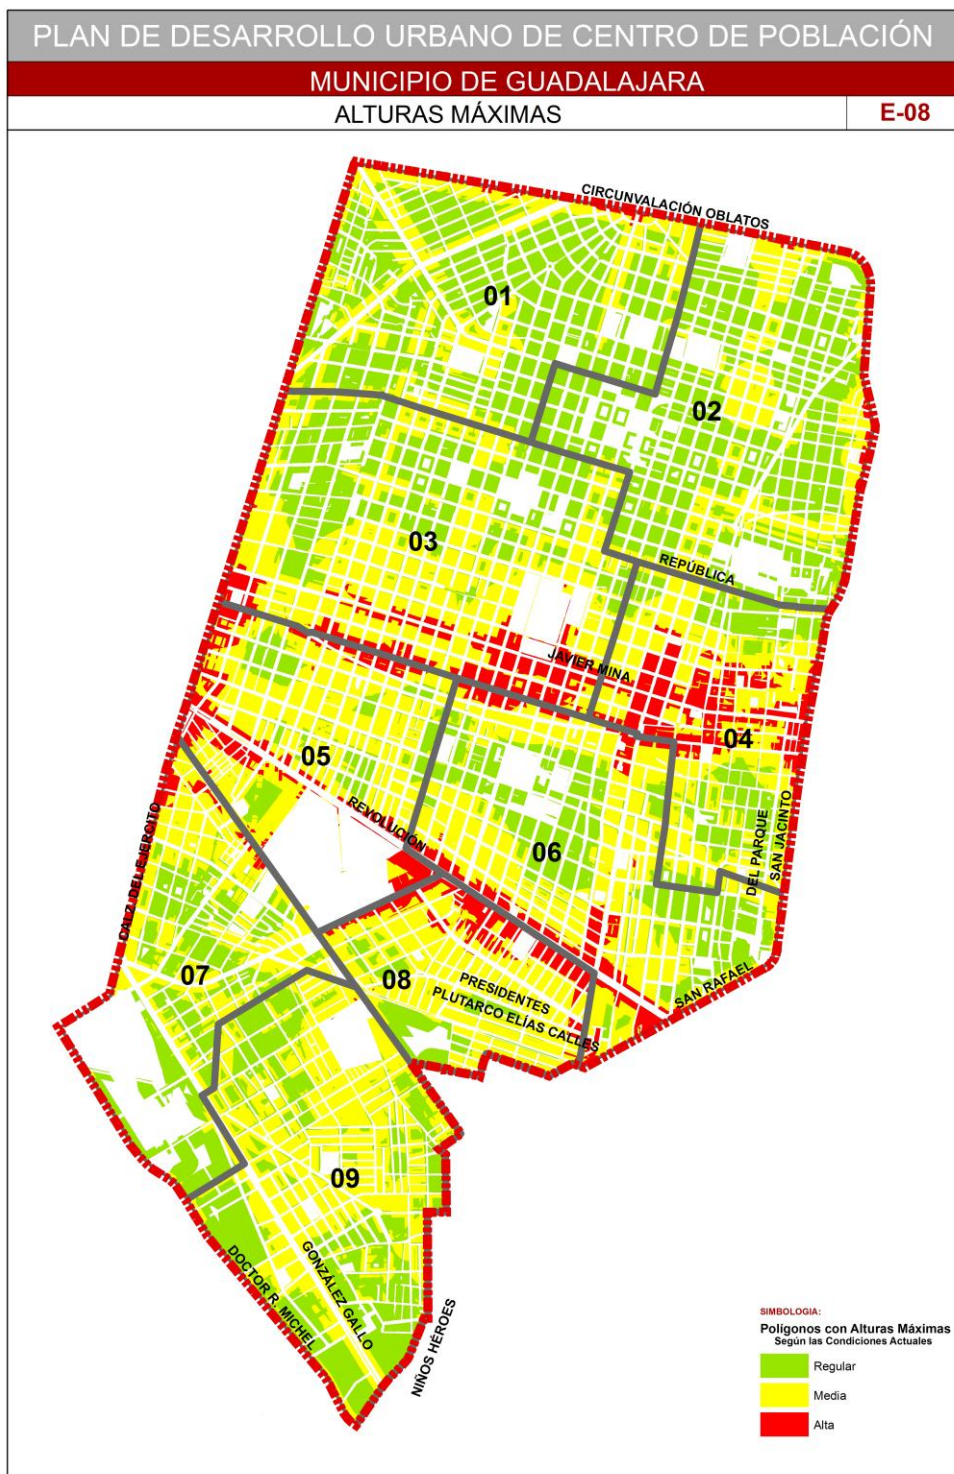 PLAN DE DESARROLLO URBANO DE CENTRO DE POBLACIÓN
MUNICIPIO DE GUADALAJARA
ALTURAS MÁXIMAS
E-08
CIRCUNVALACIÓN OBLATOS
01
02
03
REPÚBLICA
JAVIER MINA
04
05
REVOLUCIÓN
06
DEL PARQUE
SAN JACINTO
CALZ DEL EJERCITO
07
08
PRESIDENTES
PLUTARCO ELÍAS CALLES
SAN RAFAEL
09
DOCTOR R. MICHEL
GONZÁLEZ GALLO
NIÑOS HÉROES
SIMBOLOGIA:
Polígonos con Alturas Máximas
Según las Condiciones Actuales
Regular
Media
Alta